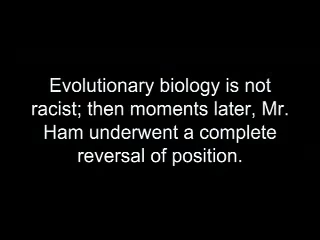 Evolutionary biology is not
racist; then moments later, Mr.
Ham underwent a complete
reversal of position.